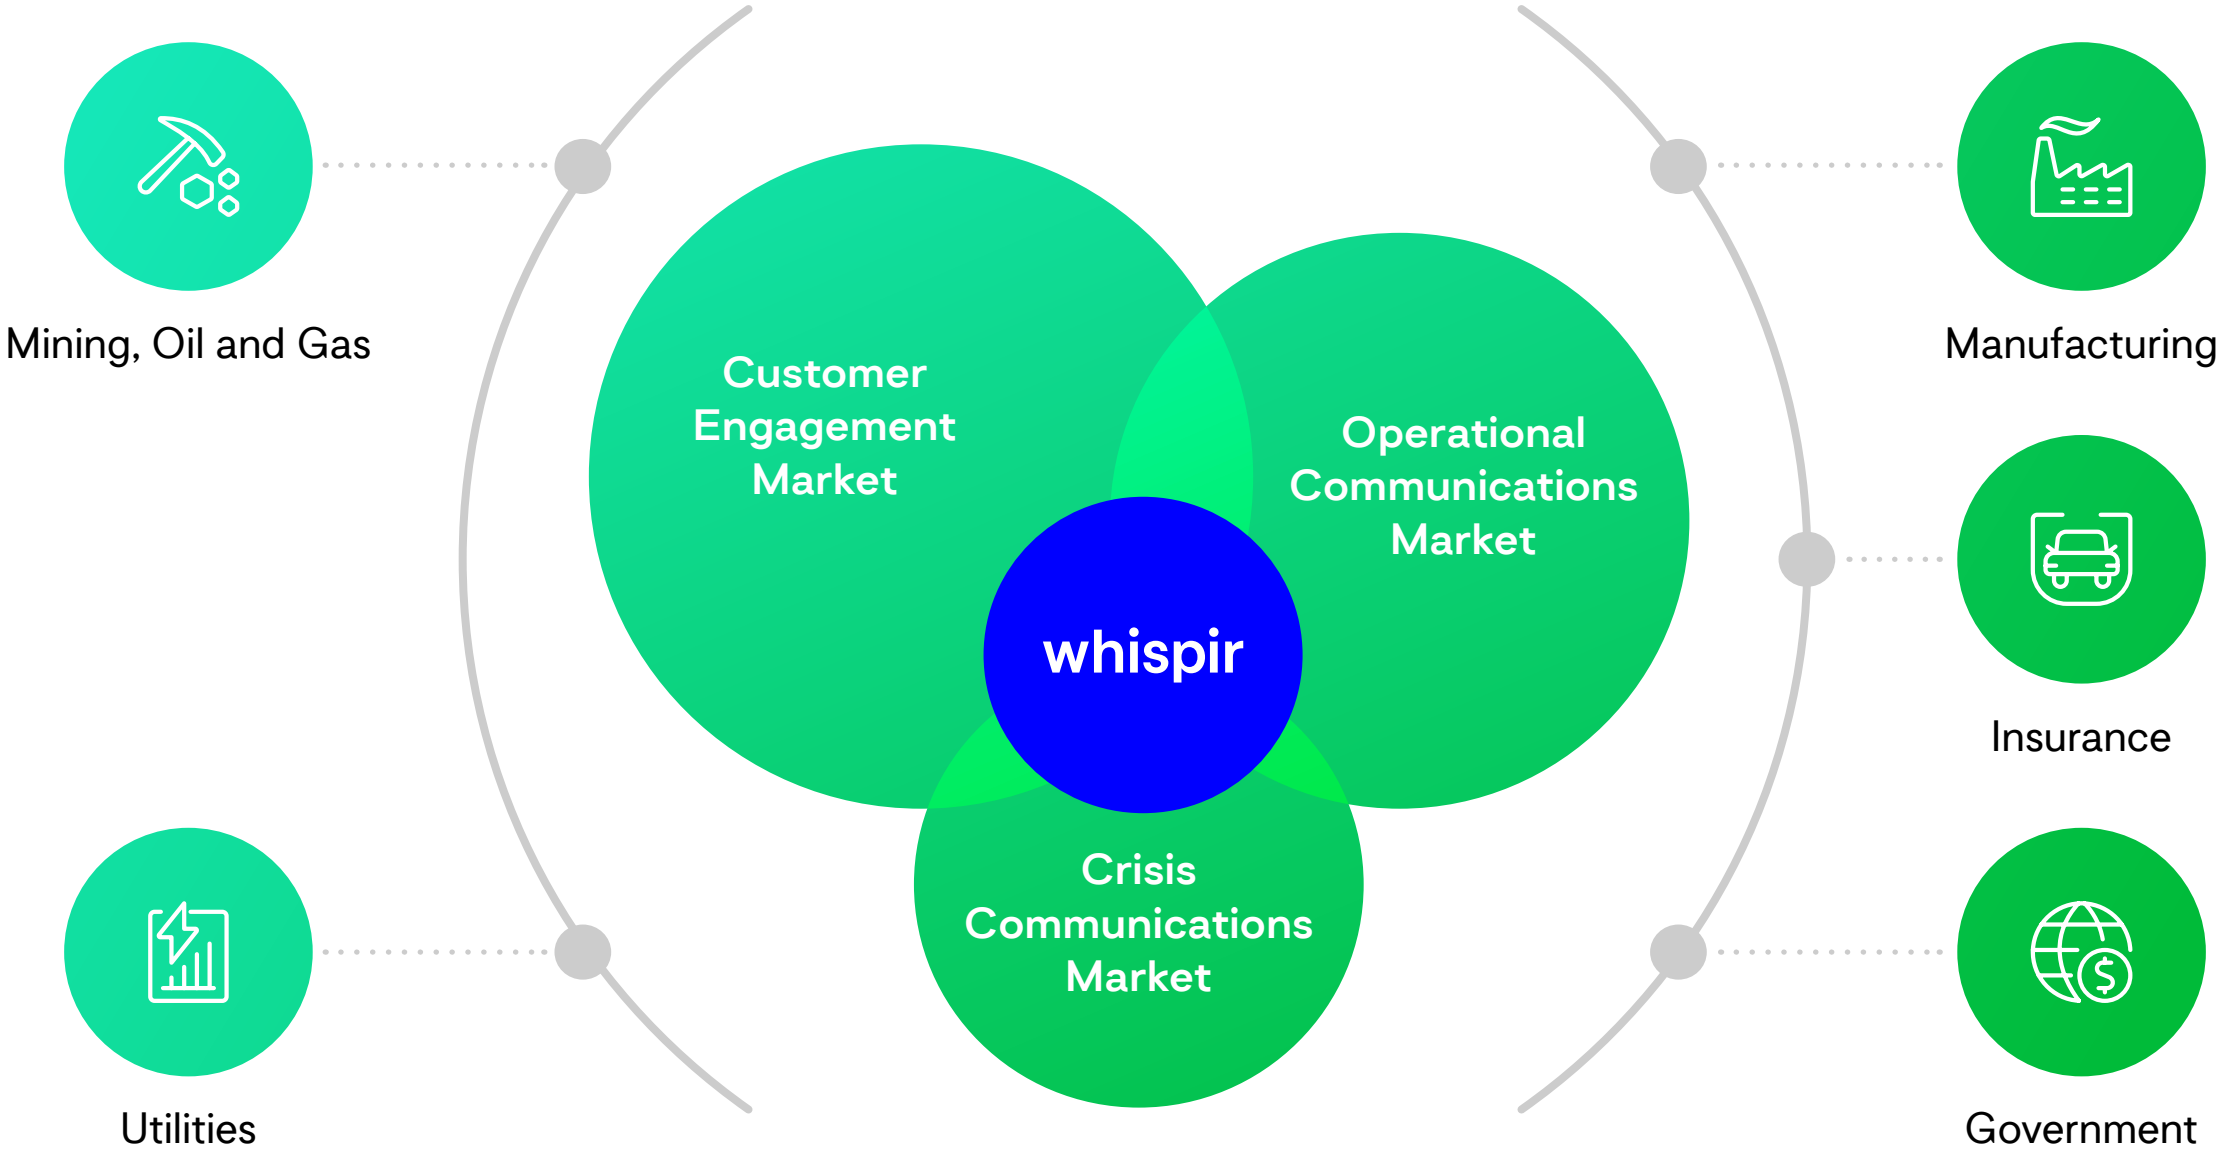 Mining, Oil and Gas
Utilities
Customer
Engagement
Market
Operational
Communications
Market
whispir
Crisis
Communications
Market
Manufacturing
Insurance
$
Government